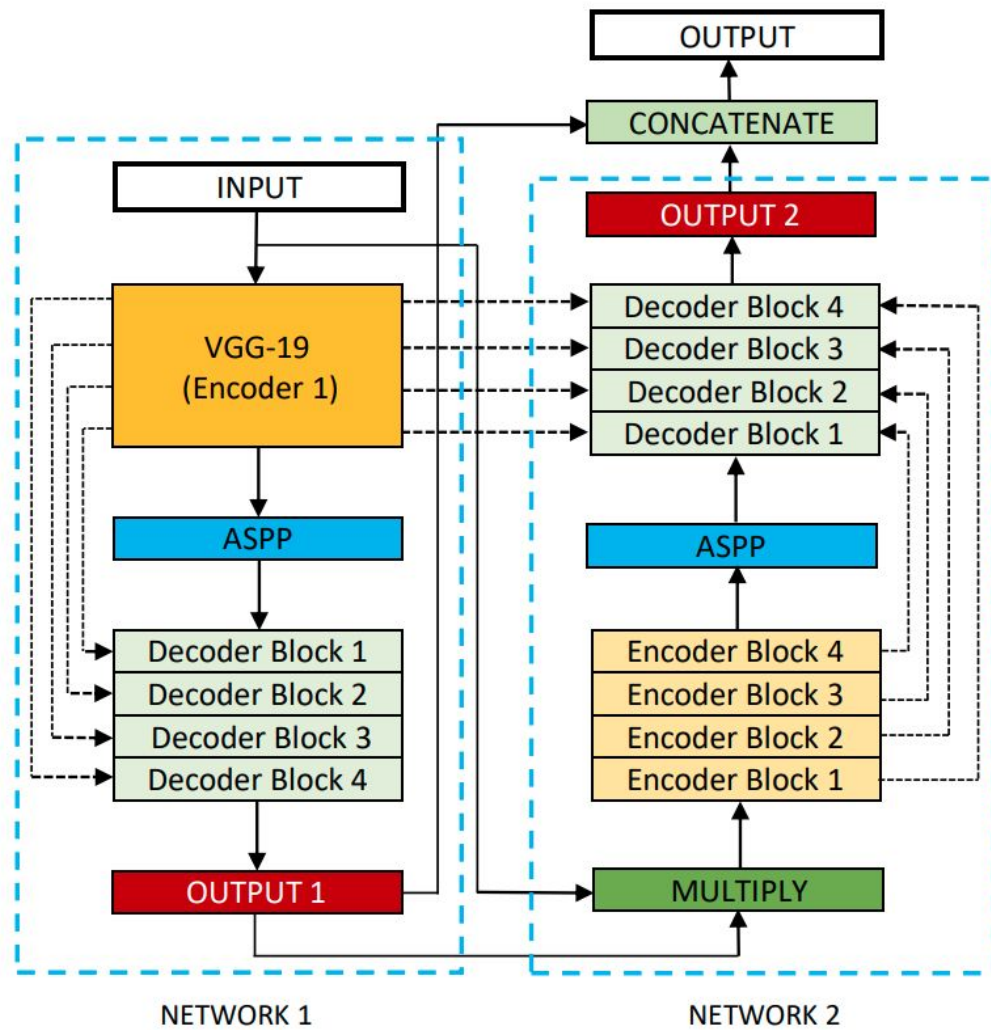 OUTPUT
CONCATENATE
INPUT
OUTPUT 2
VGG-19
(Encoder 1)
Decoder Block 4
Decoder Block 3
Decoder Block 2
Decoder Block 1
ASPP
ASPP
Decoder Block 1
Decoder Block 2
Decoder Block 3
Decoder Block 4
Encoder Block 4
Encoder Block 3
Encoder Block 2
Encoder Block 1
OUTPUT 1
MULTIPLY
NETWORK 1
NETWORK 2